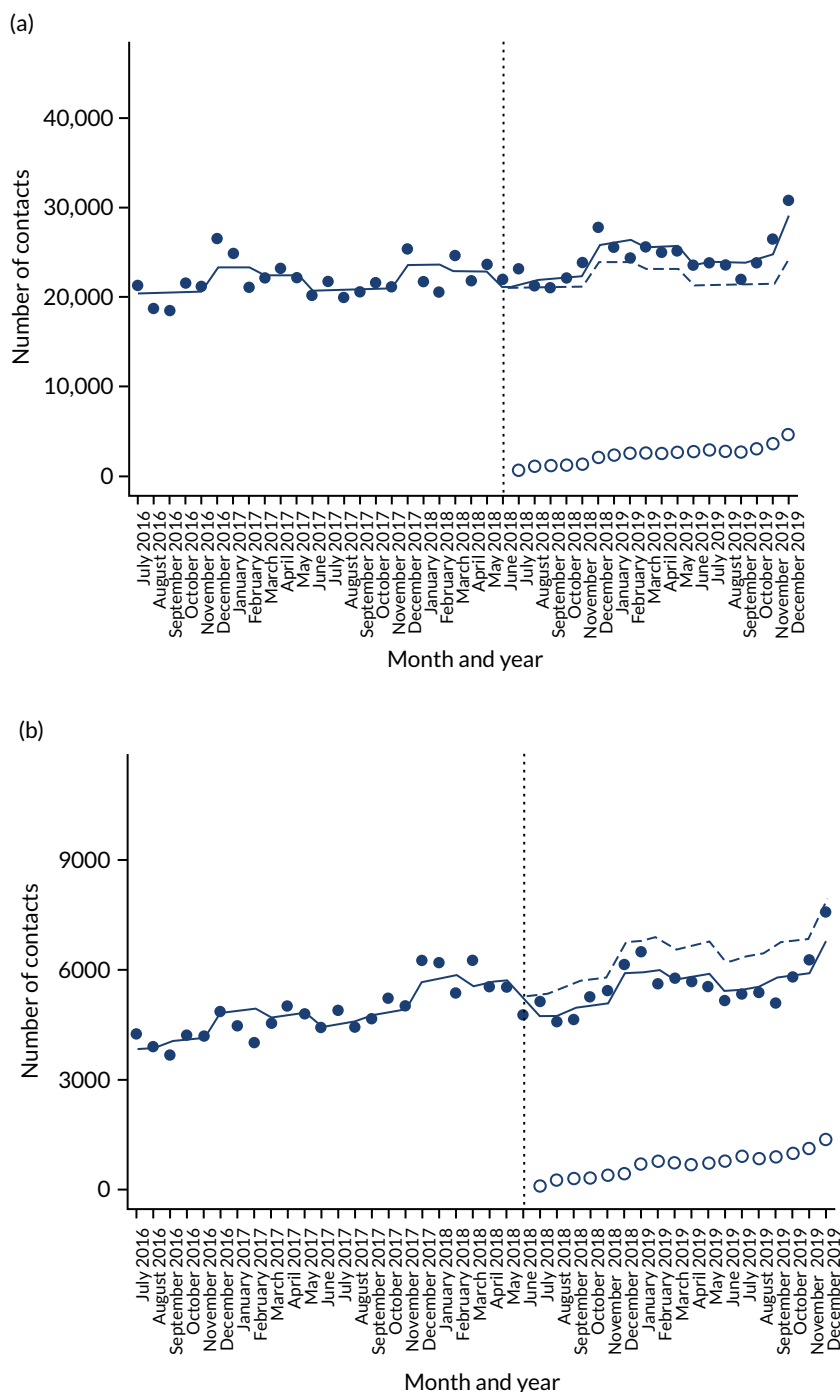 (a)
Number of contacts
40,000
30,000
20,000
10,000
0
July 2016
August 2016
September 2016
October 2016
November 2016
December 2016
January 2017
February 2017
March 2017
April 2017
May 2017
June 2017
July 2017
August 2017
September 2017
October 2017
November 2017
December 2017
January 2018
February 2018
March 2018
April 2018
May 2018
June 2018
July 2018
August 2018
September 2018
October 2018
November 2018
December 2018
January 2019
February 2019
March 2019
April 2019
May 2019
June 2019
July 2019
August 2019
September 2019
October 2019
November 2019
December 2019
Month and year
(b)
Number of contacts
9000
6000
3000
0
July 2016
August 2016
September 2016
October 2016
November 2016
December 2016
January 2017
February 2017
March 2017
April 2017
May 2017
June 2017
July 2017
August 2017
September 2017
October 2017
November 2017
December 2017
January 2018
February 2018
March 2018
April 2018
May 2018
June 2018
July 2018
August 2018
September 2018
October 2018
November 2018
December 2018
January 2019
February 2019
March 2019
April 2019
May 2019
June 2019
July 2019
August 2019
September 2019
October 2019
November 2019
December 2019
Month and year